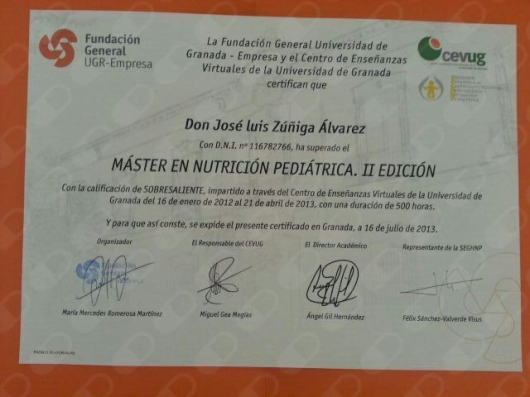 Fundación
General
UGR-Empresa
La Fundación General Universidad de
Granada - Empresa y el Centro de Enseñanzas
Virtuales de la Universidad de Granada
certifican que
cevug
Don José luis Zúñiga Álvarez
Con D.N.I. nº 116782766, ha superado el
MÁSTER EN NUTRICIÓN PEDIÁTRICA. II EDICIÓN
Con la calificación de SOBRESALIENTE, impartido a través del Centro de Enseñanzas Virtuales de la Universidad de
Granada del 16 de enero de 2012 al 21 de abril de 2013, con una duración de 500 horas.
Y para que así conste, se expide el presente certificado en Granada, a 16 de julio de 2013.
Organizador
El Responsable del CEVUG
El Director Académico
Representante de la SEGHNP
Fundación
General
Empresa
María Mercedes Romerosa Martínez
Miguel Gea Megías
Ángel Gil Hernández
Félix Sánchez-Valverde Visus